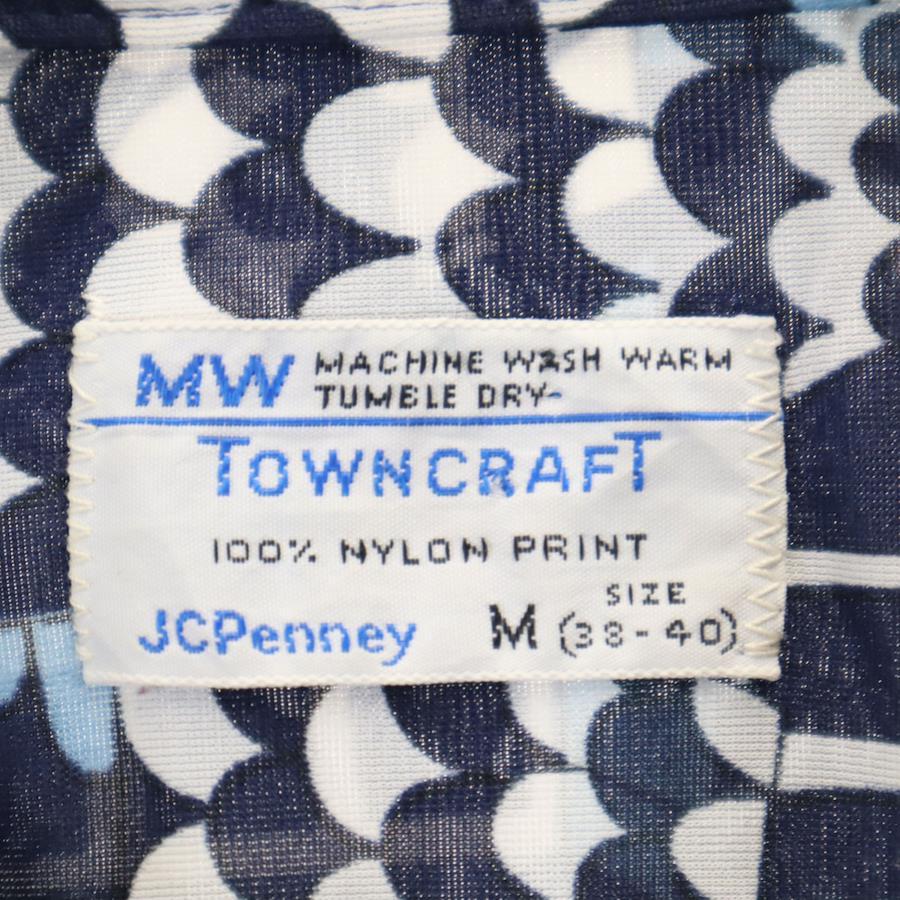 MW MACHINE WASH WARM
TUMBLE DRY-
TOWNCRAFT
100% NYLON PRINT
SIZE
JCPenney M (38-40)